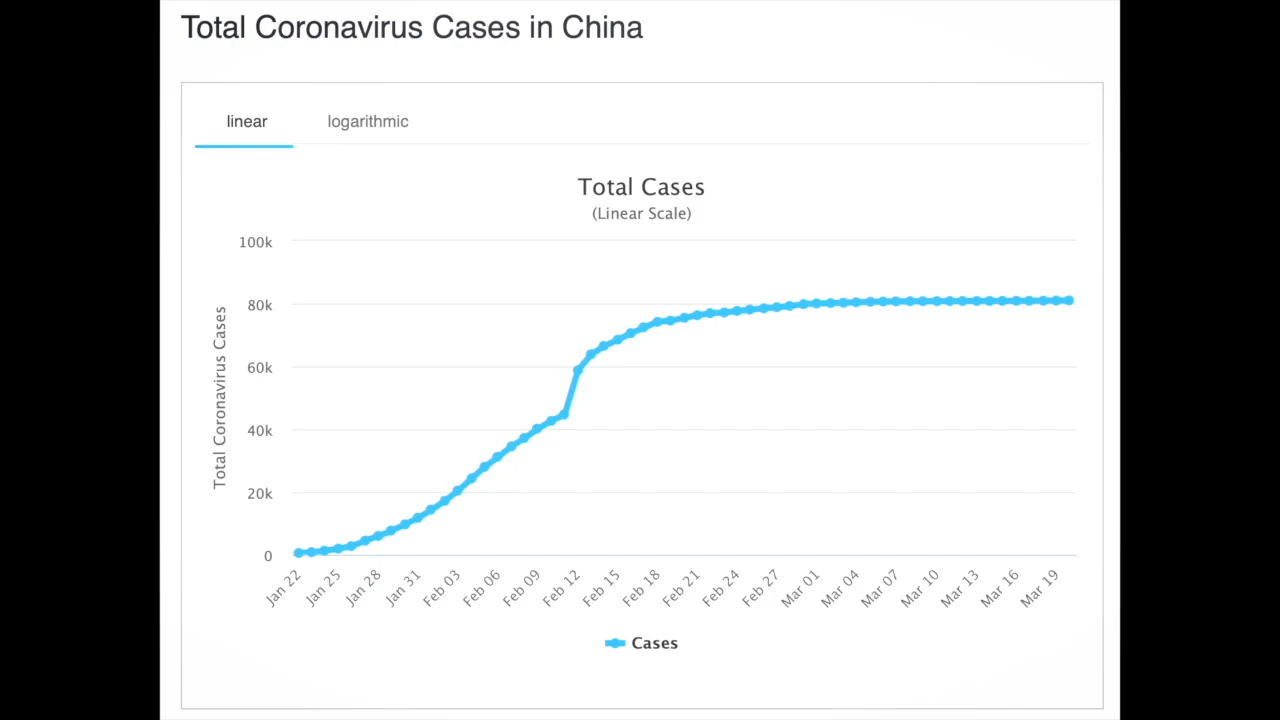 Total Coronavirus Cases in China
linear logarithmic
Total Cases
(Linear Scale)
Total Coronavirus Cases
100k
80k
60k
40k
20k
0
Jan 22 Jan 25 Jan 28 Jan 31 Feb 03 Feb 06 Feb 09 Feb 12 Feb 15 Feb 18 Feb 21 Feb 24 Feb 27 Mar 01 Mar 04 Mar 07 Mar 10 Mar 13 Mar 16 Mar 19
Cases